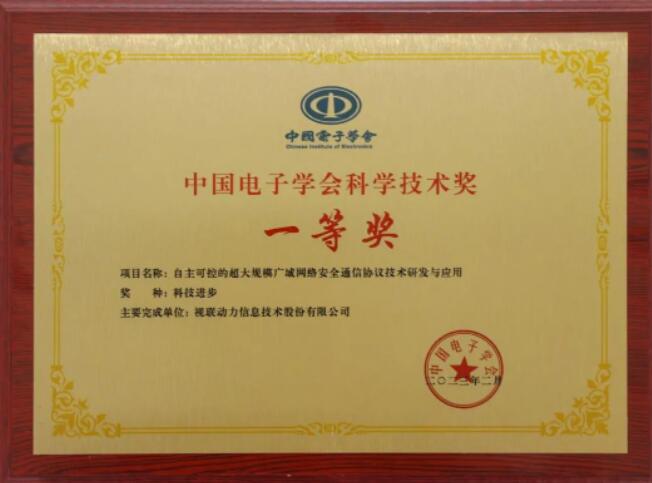 中國電子學會
Chinese Institute of Electronics
中国电子学会科学技术奖
一等奖
项目名称：自主可控的超大规模广域网络安全通信协议技术研发与应用
奖 种：科技进步
主要完成单位：视联动力信息技术股份有限公司
中国电子学会
二〇二三年二月